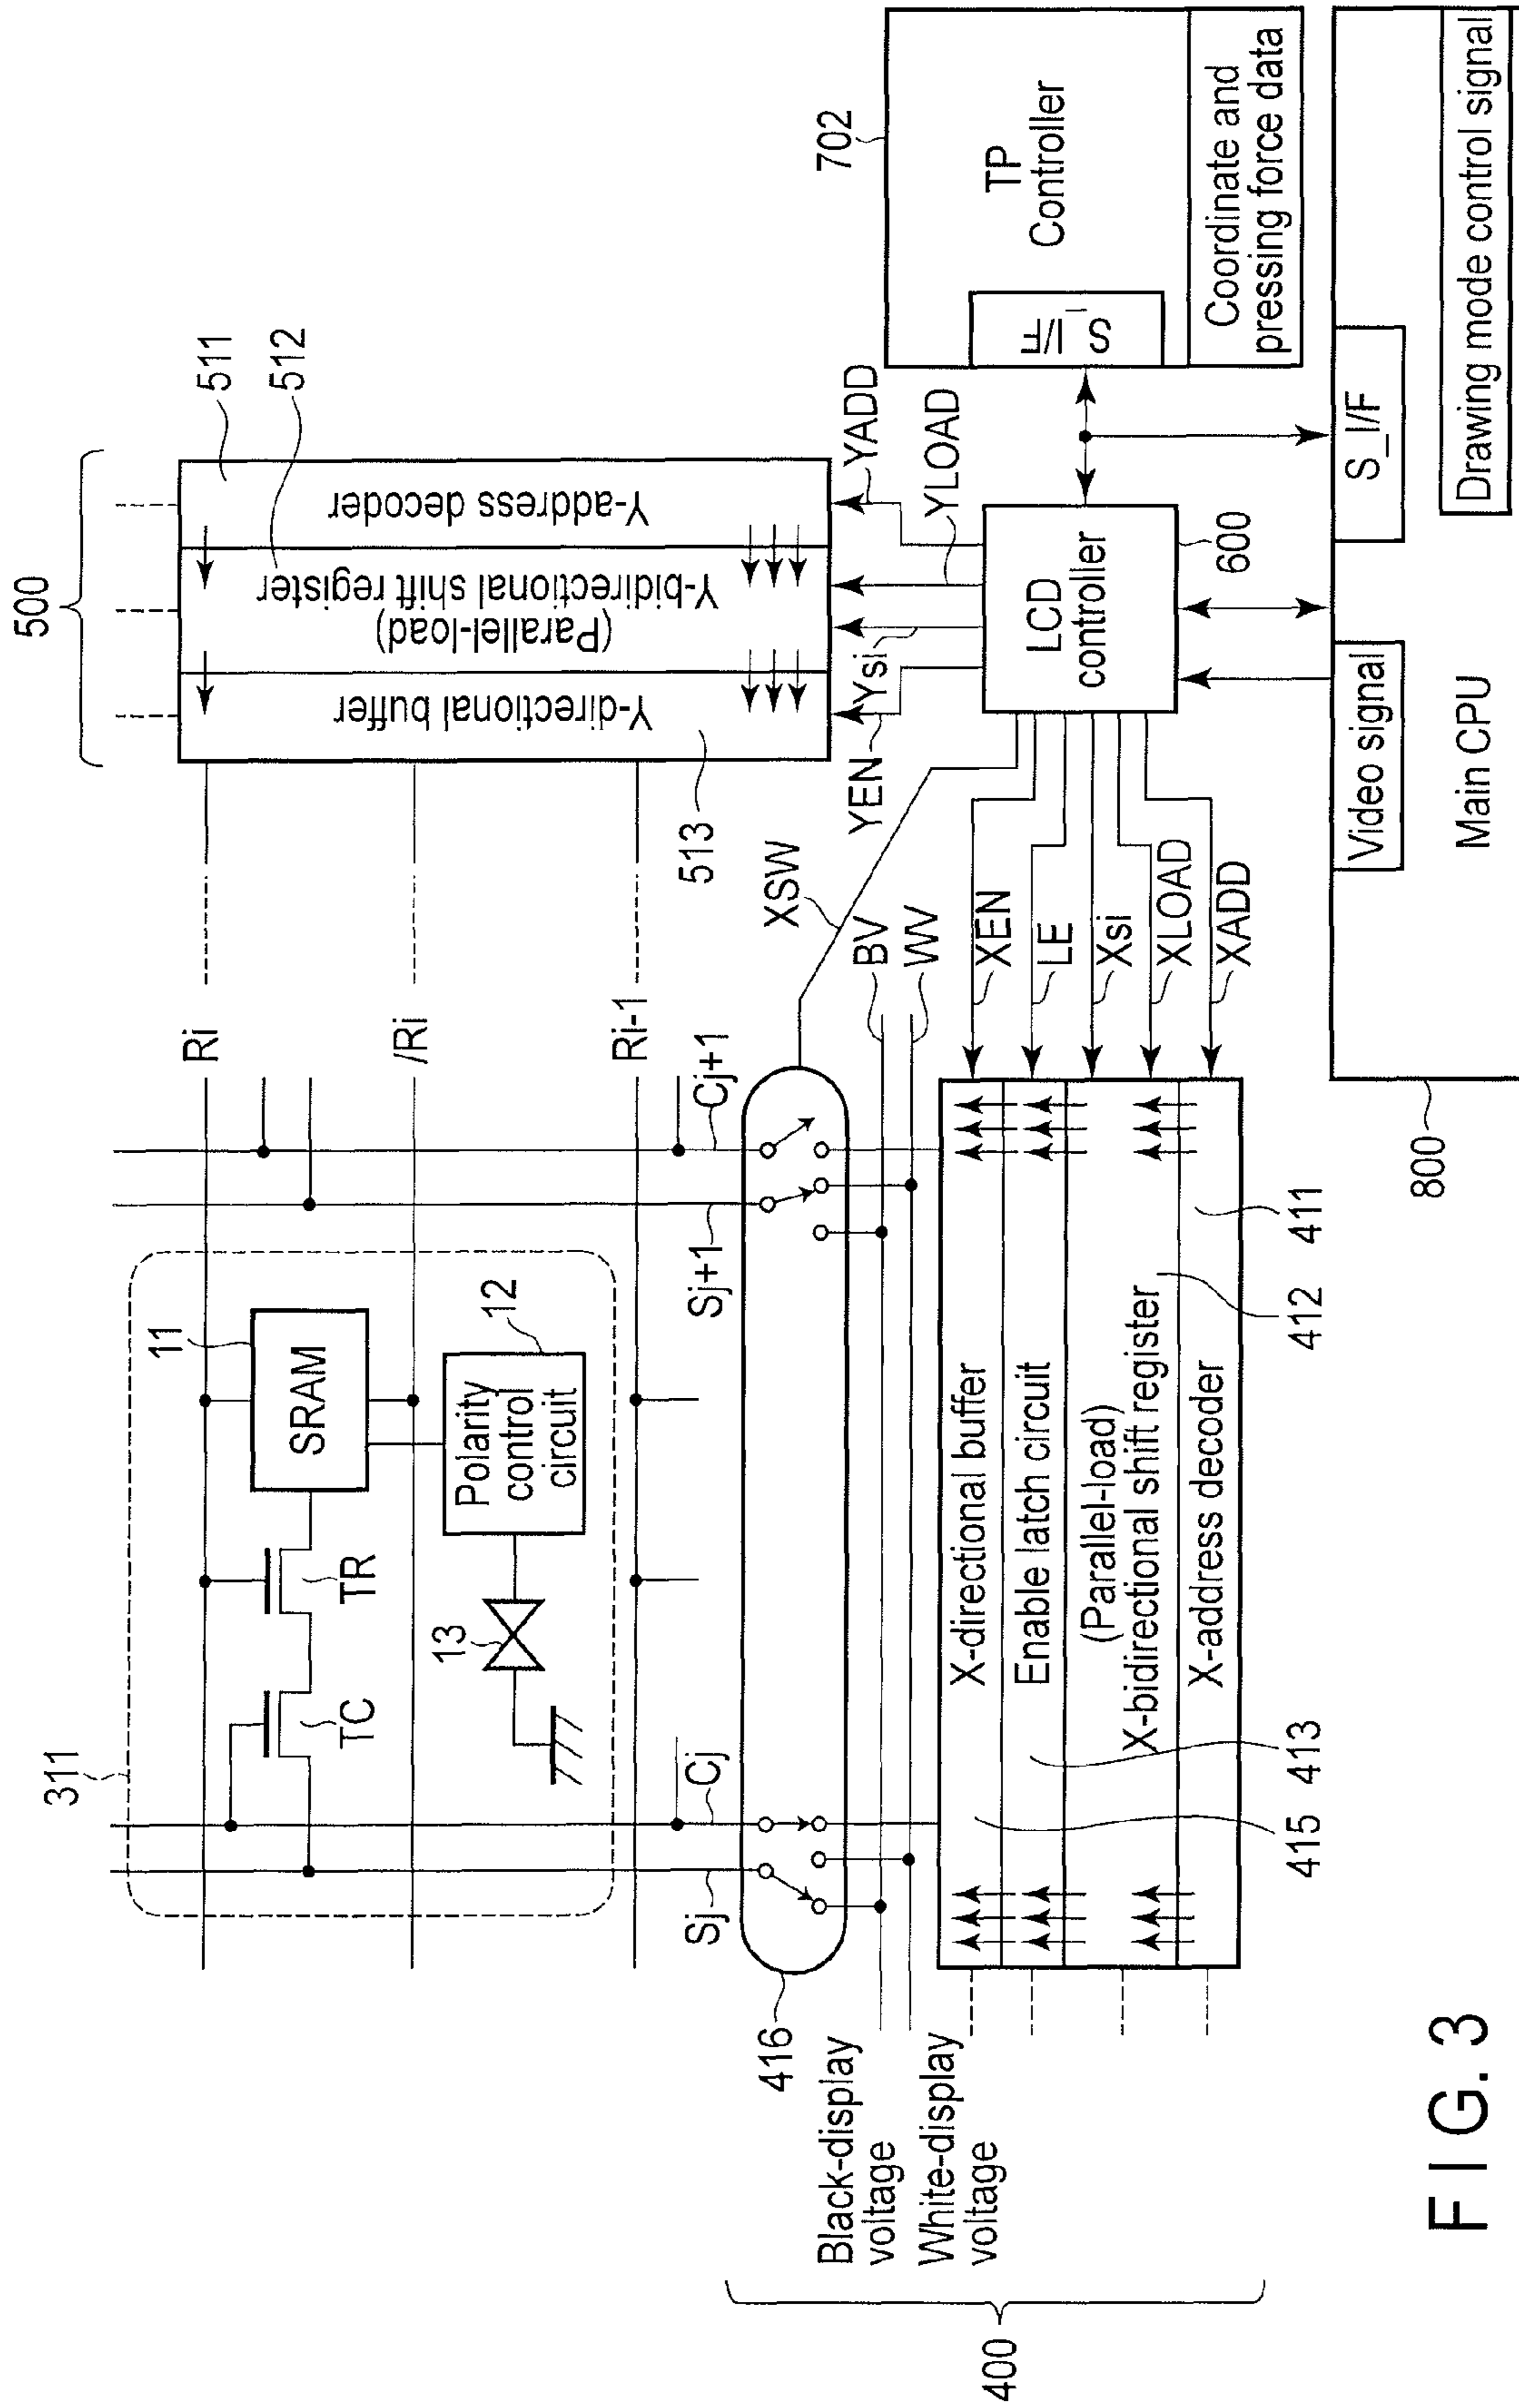 500
511
512
Y-address decoder
Y-bidirectional shift register
(Parallel-load)
Y-directional buffer
513
YADD
YLOAD
Ysi
YEN
702
TP
Controller
S_I/F
Coordinate and
pressing force data
LCD
controller
600
XSW
BV
WV
XEN
LE
Xsi
XLOAD
XADD
S_I/F
Drawing mode control signal
Video signal
Main CPU
800
Ri
/Ri
Ri-1
311
11
SRAM
12
Polarity
control
circuit
TR
TC
13
Sj
Cj
Sj+1
Cj+1
416
Black-display
voltage
White-display
voltage
X-directional buffer
Enable latch circuit
(Parallel-load)
X-bidirectional shift register
X-address decoder
415
413
412
411
400
FIG. 3